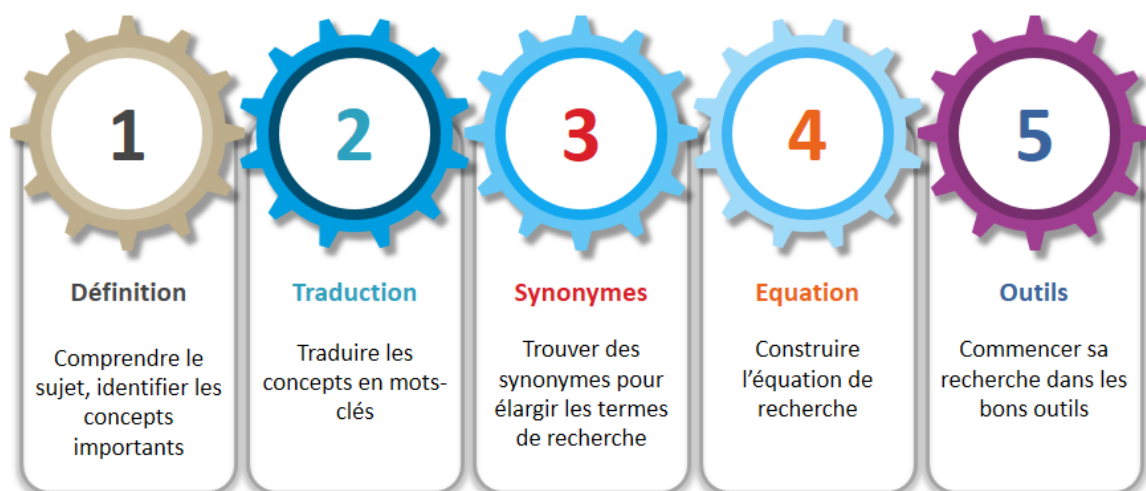 1
Définition
Comprendre le
sujet, identifier les
concepts
importants
2
Traduction
Traduire les
concepts en mots-
clés
3
Synonymes
Trouver des
synonymes pour
élargir les termes
de recherche
4
Equation
Construire
l’équation de
recherche
5
Outils
Commencer sa
recherche dans les
bons outils